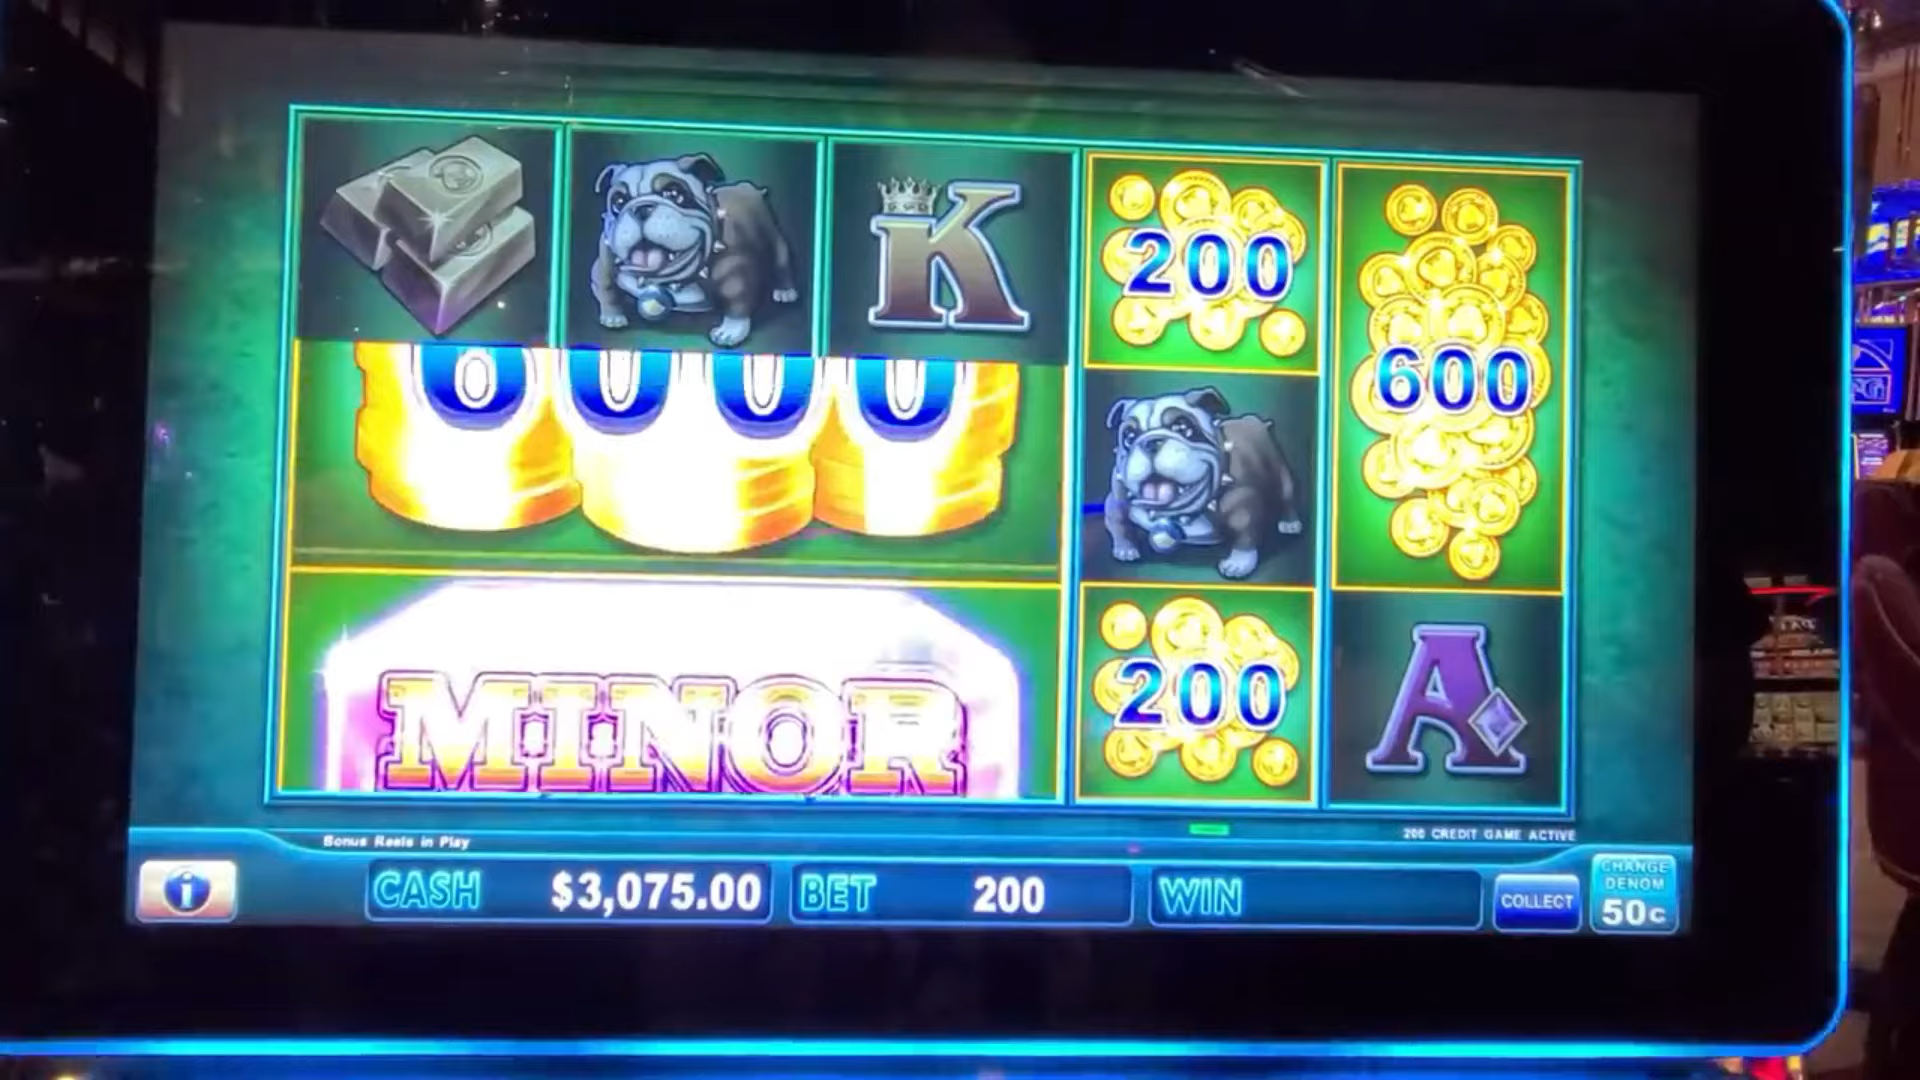 K
200
600
MINOR
200
A
Bonus Reels in Play
200 CREDIT GAME ACTIVE
i
CASH $3,075.00
BET 200
WIN
COLLECT
CHANGE
DENOM
50c